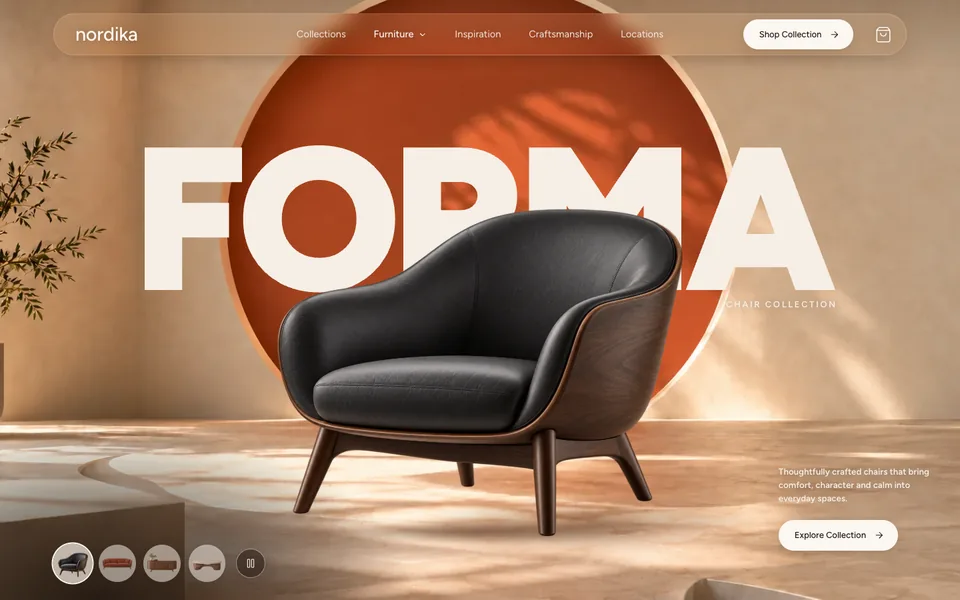 nordika
Collections
Furniture
Inspiration
Craftsmanship
Locations
Shop Collection
FORMA
CHAIR COLLECTION
Thoughtfully crafted chairs that bring
comfort, character and calm into
everyday spaces.
Explore Collection